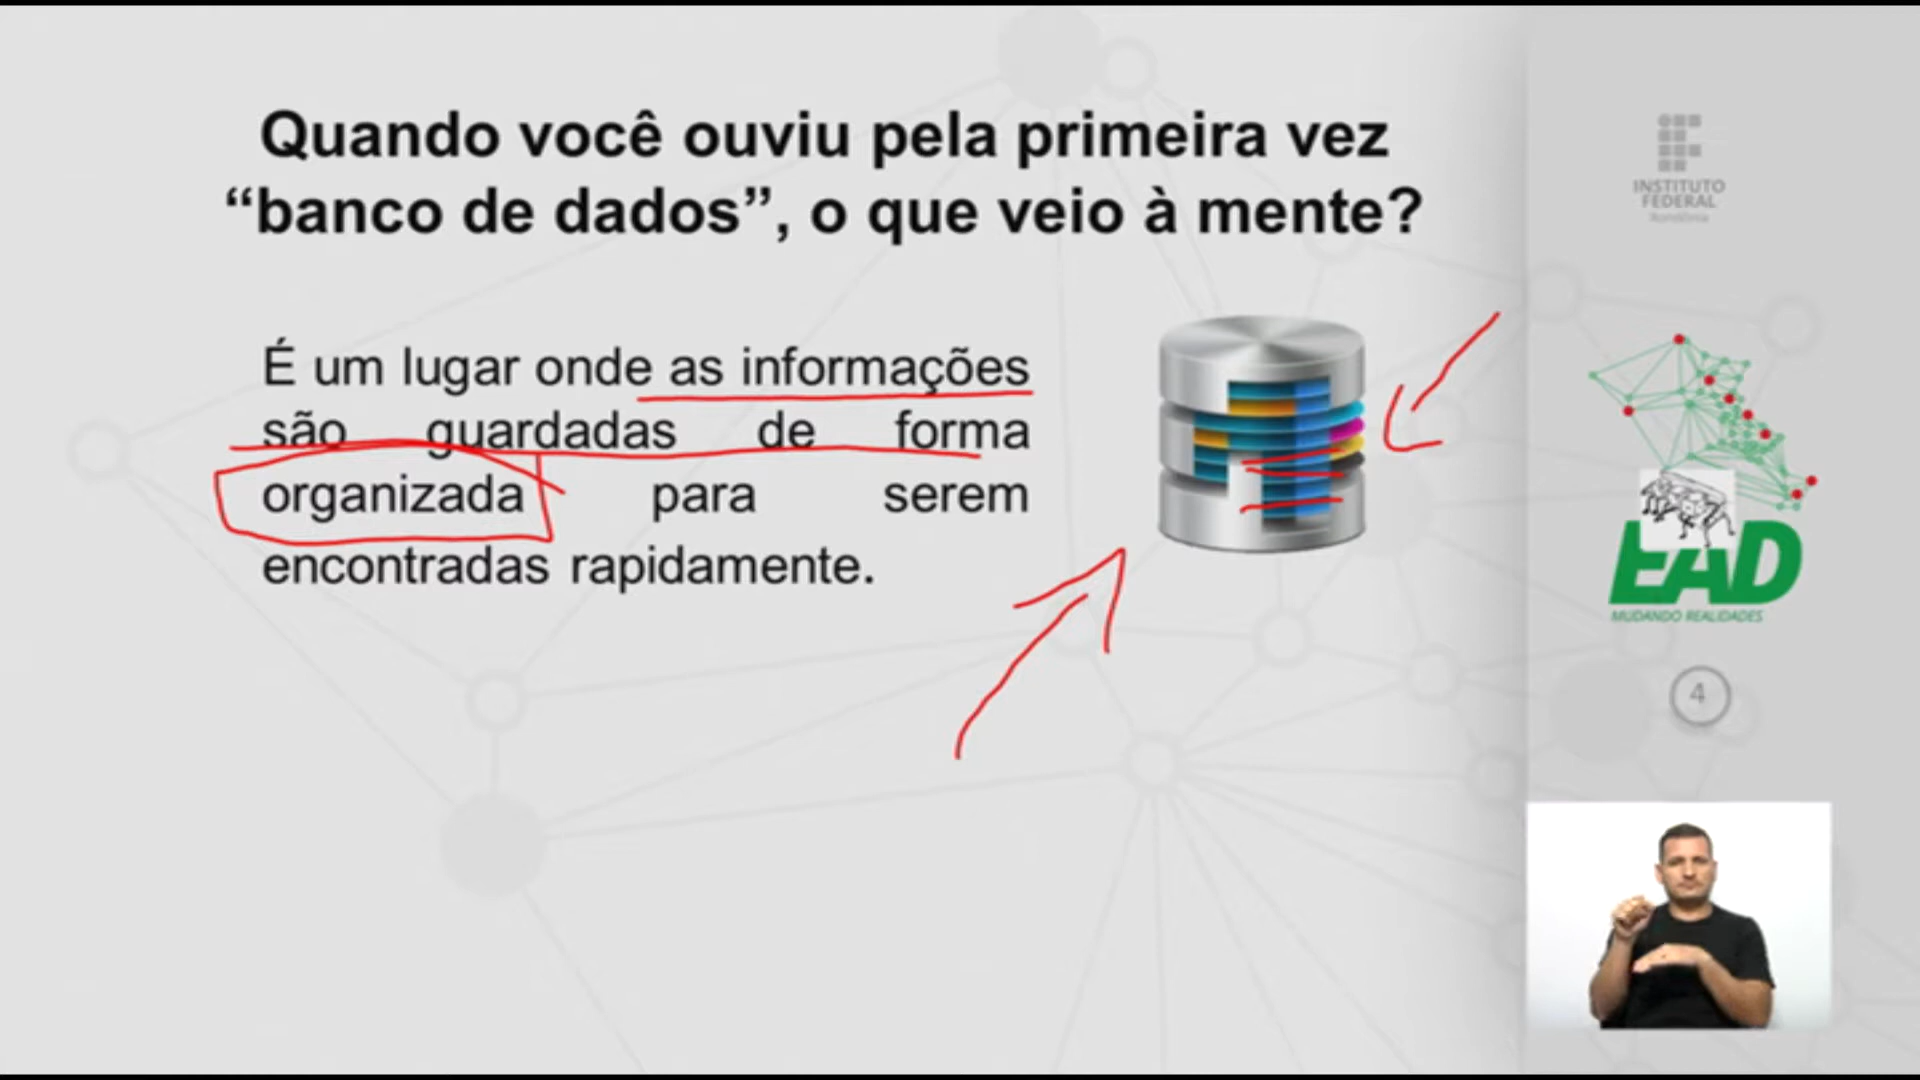 Quando você ouviu pela primeira vez
“banco de dados”, o que veio à mente?
É um lugar onde as informações
são guardadas de forma
organizada para serem
encontradas rapidamente.
INSTITUTO
FEDERAL
Rondônia
EAD
MUDANDO REALIDADES
4